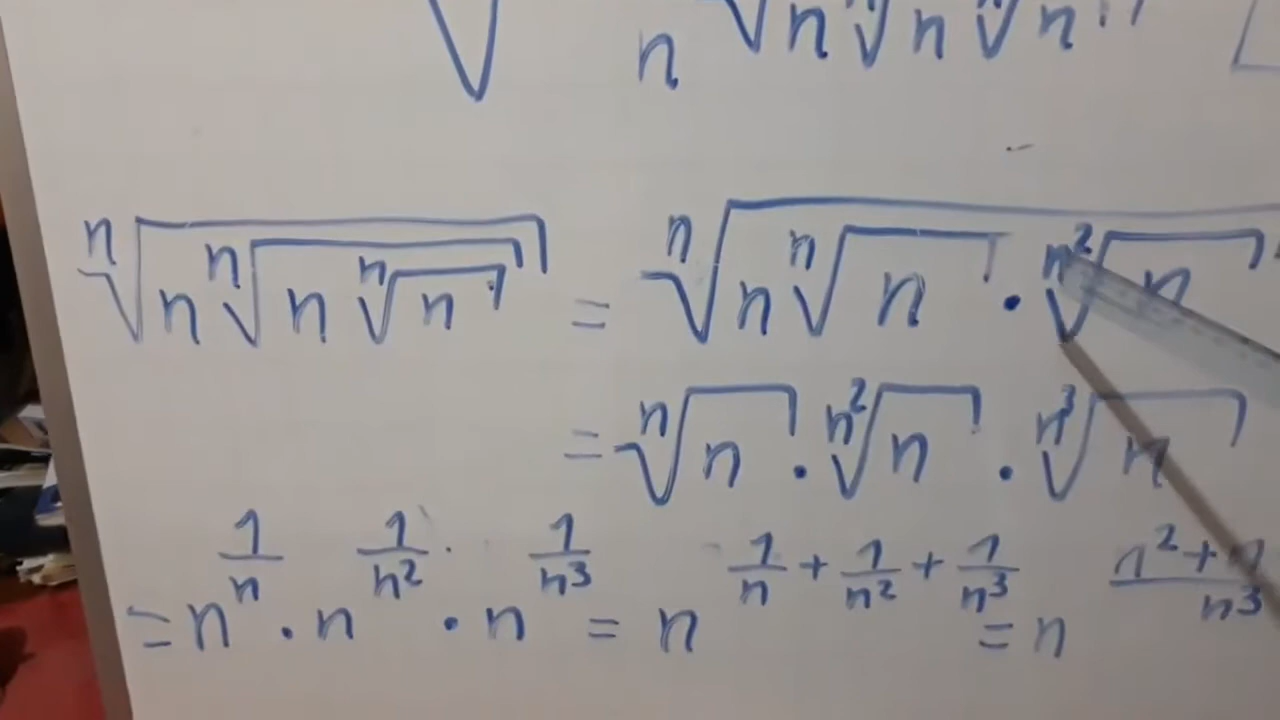 n √n ⁿ√n ⁿ√n
ⁿ√(n ⁿ√(n ⁿ√n)) = ⁿ√(n ⁿ√n · ⁿ²√n)
= ⁿ√n · ⁿ²√n · ⁿ³√n
= n^(1/n) · n^(1/n²) · n^(1/n³) = n^(1/n + 1/n² + 1/n³) = n^((n²+n)/n³)